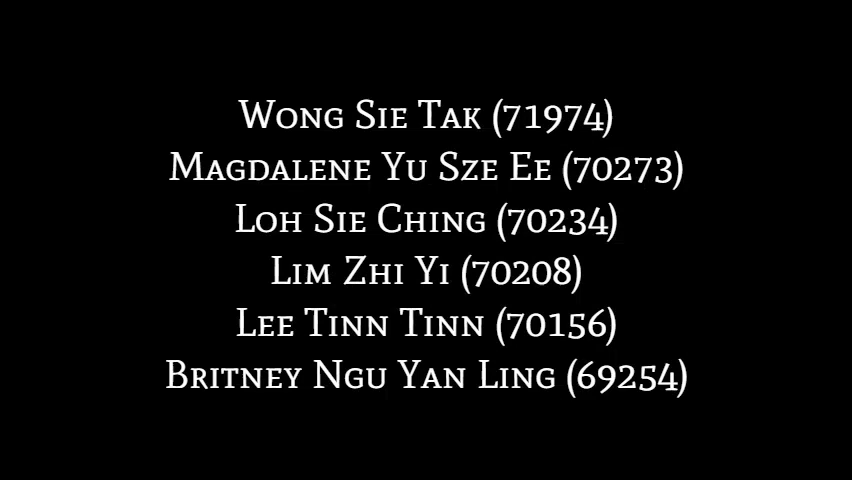 Wong Sie Tak (71974)
Magdalene Yu Sze Ee (70273)
Loh Sie Ching (70234)
Lim Zhi Yi (70208)
Lee Tinn Tinn (70156)
Britney Ngu Yan Ling (69254)